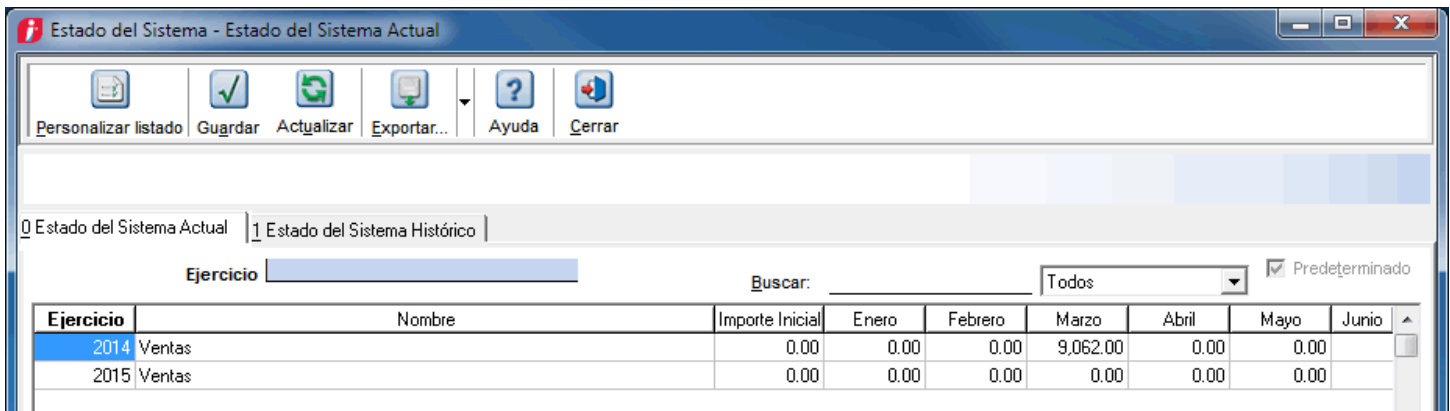 Estado del Sistema - Estado del Sistema Actual
Personalizar listado Guardar Actualizar Exportar... Ayuda Cerrar
0 Estado del Sistema Actual 1 Estado del Sistema Histórico
Ejercicio Buscar: Todos Predeterminado
Ejercicio Nombre Importe Inicial Enero Febrero Marzo Abril Mayo Junio
2014 Ventas 0.00 0.00 0.00 9,062.00 0.00 0.00
2015 Ventas 0.00 0.00 0.00 0.00 0.00 0.00